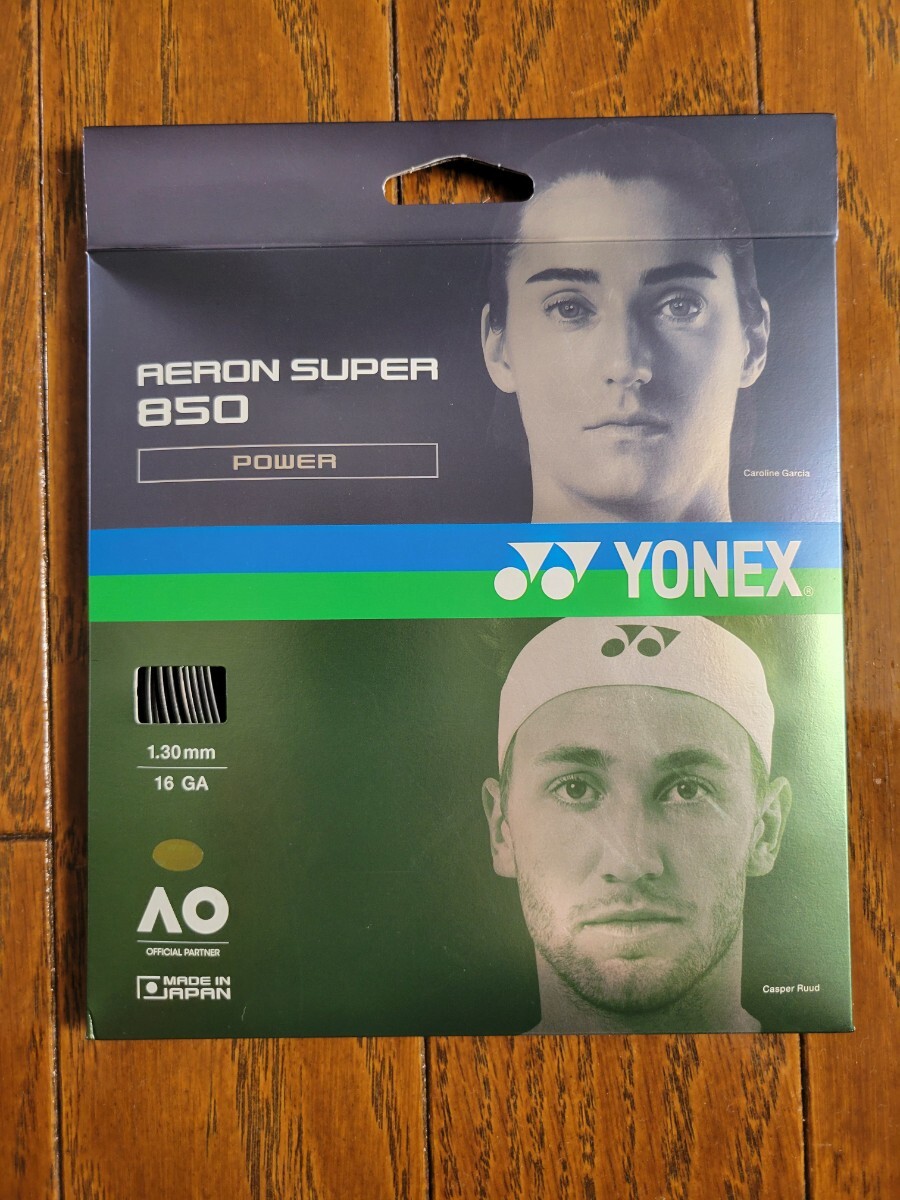 AERON SUPER
850
POWER
Caroline Garcia
YONEX®
1.30mm
16 GA
AO
OFFICIAL PARTNER
MADE IN
JAPAN
Casper Ruud